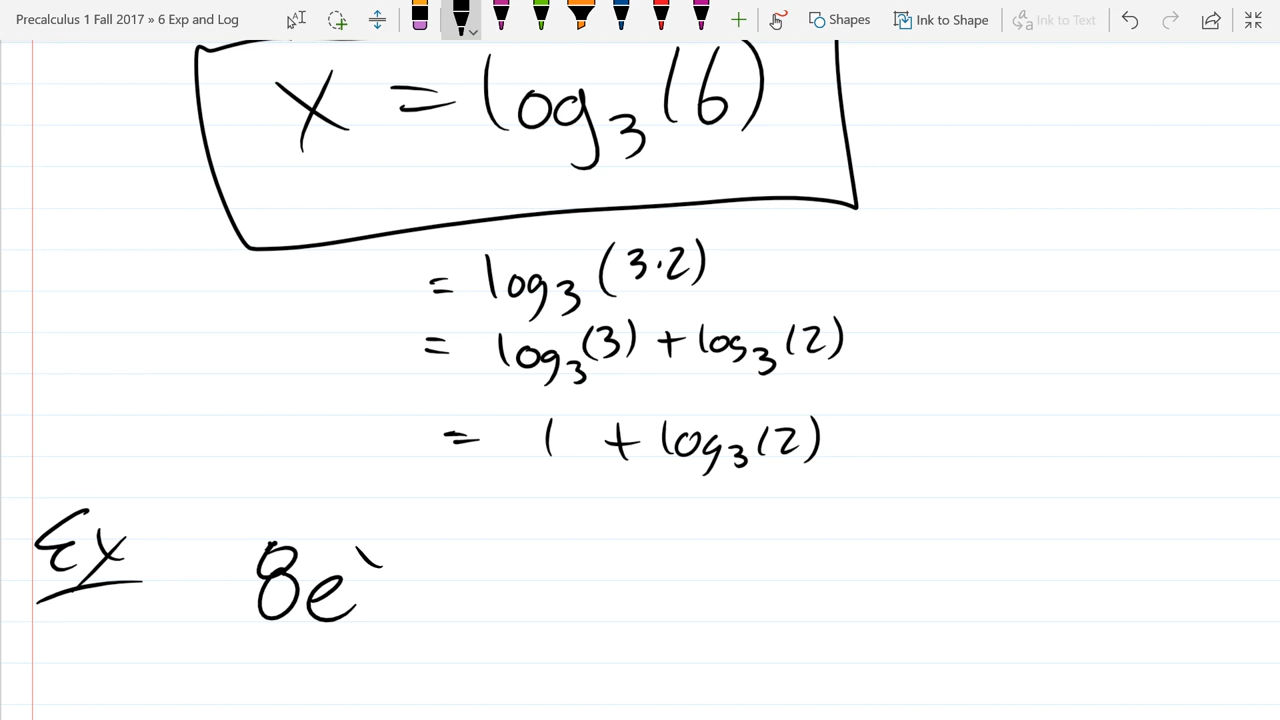 Precalculus 1 Fall 2017 » 6 Exp and Log Shapes Ink to Shape Ink to Text
x = log₃(6)
= log₃(3·2)
= log₃(3) + log₃(2)
= 1 + log₃(2)
Ex 8e